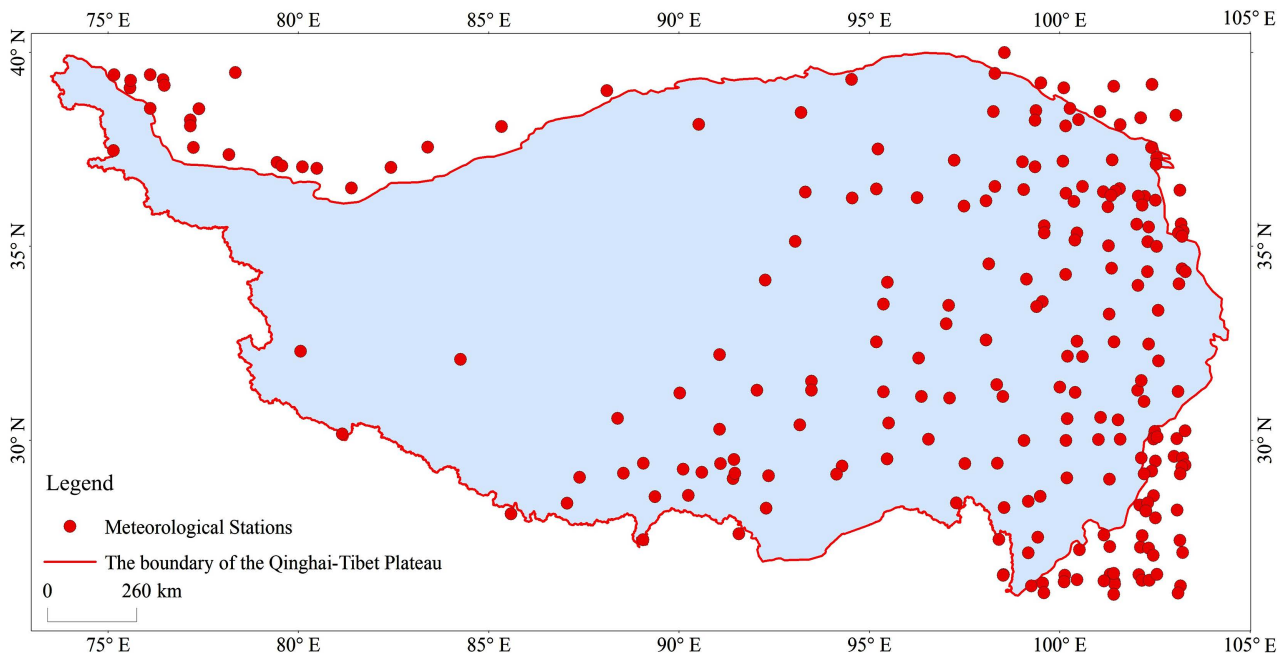 75° E 80° E 85° E 90° E 95° E 100° E 105° E
40° N
40° N
35° N
35° N
30° N
30° N
Legend
Meteorological Stations
The boundary of the Qinghai-Tibet Plateau
0 260 km
75° E 80° E 85° E 90° E 95° E 100° E 105° E